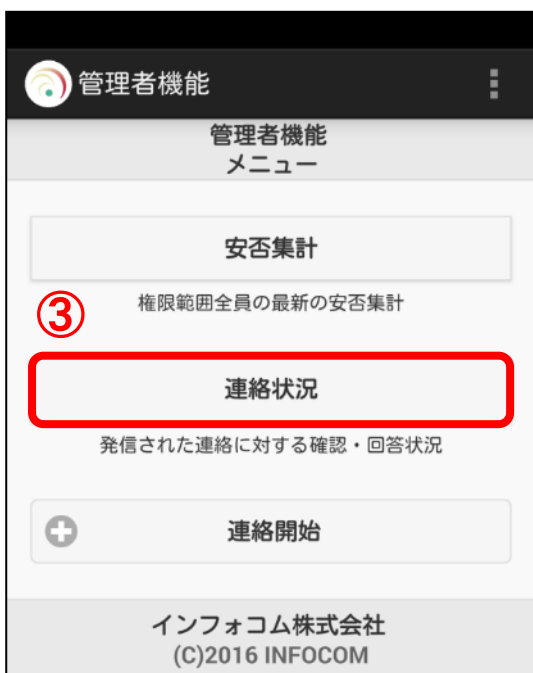 管理者機能
管理者機能
メニュー
安否集計
③
権限範囲全員の最新の安否集計
連絡状況
発信された連絡に対する確認・回答状況
連絡開始
インフォコム株式会社
(C)2016 INFOCOM